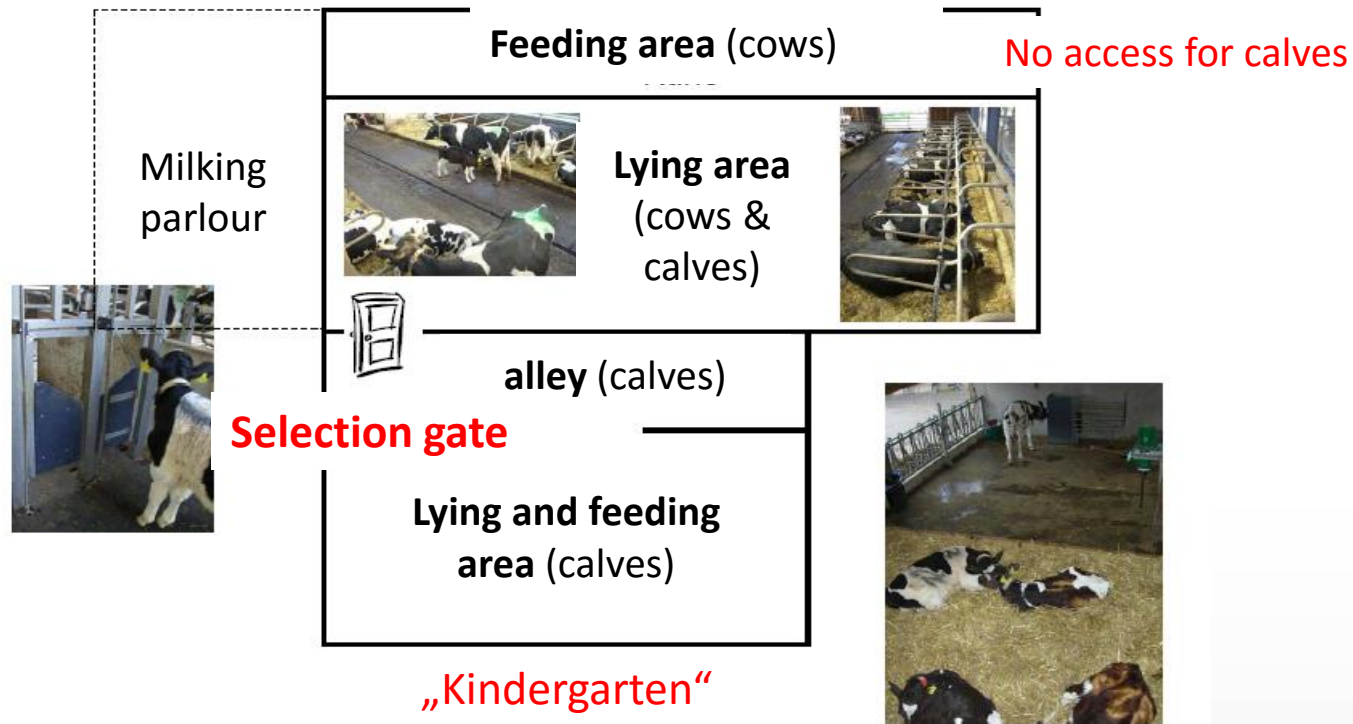 Feeding area (cows)
No access for calves
Milking
parlour
Lying area
(cows &
calves)
alley (calves)
Selection gate
Lying and feeding
area (calves)
„Kindergarten“